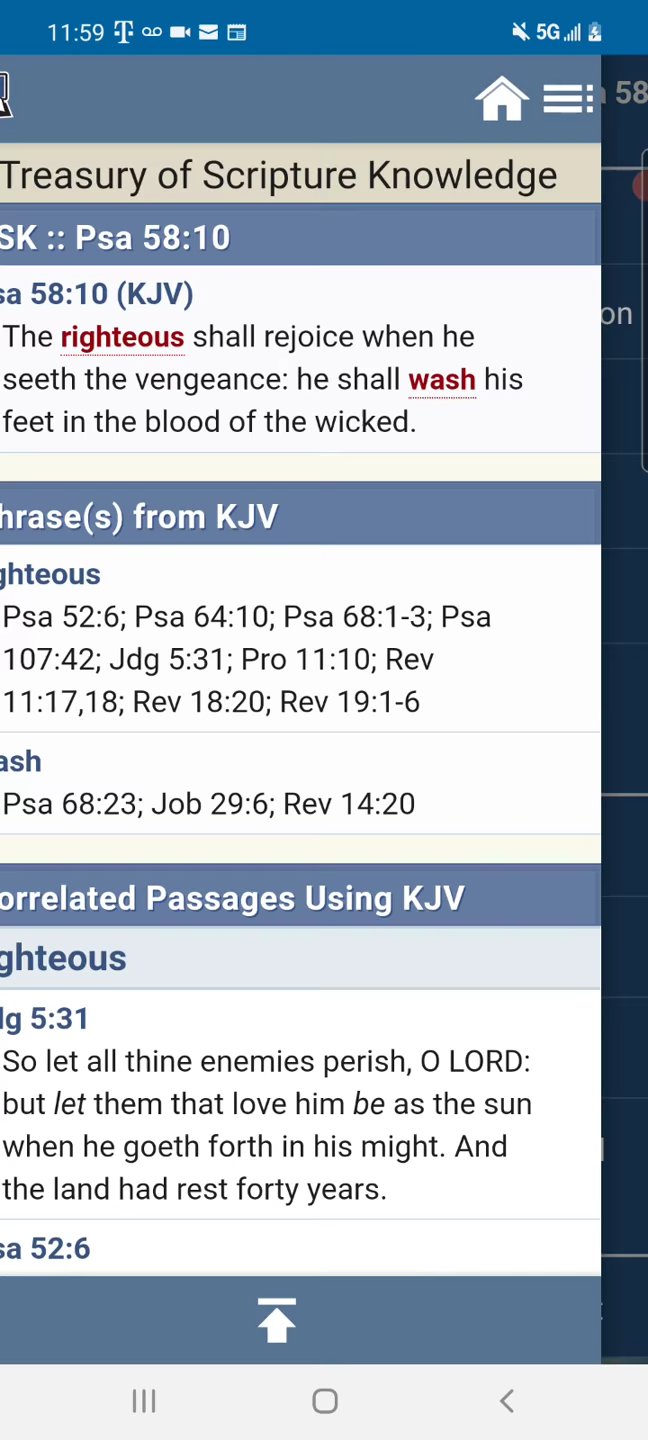 11:59 5G
58
Treasury of Scripture Knowledge
SK :: Psa 58:10
sa 58:10 (KJV)
The righteous shall rejoice when he
seeth the vengeance: he shall wash his
feet in the blood of the wicked.
on
hrase(s) from KJV
ghteous
Psa 52:6; Psa 64:10; Psa 68:1-3; Psa
107:42; Jdg 5:31; Pro 11:10; Rev
11:17,18; Rev 18:20; Rev 19:1-6
ash
Psa 68:23; Job 29:6; Rev 14:20
orrelated Passages Using KJV
ghteous
dg 5:31
So let all thine enemies perish, O LORD:
but let them that love him be as the sun
when he goeth forth in his might. And
the land had rest forty years.
sa 52:6